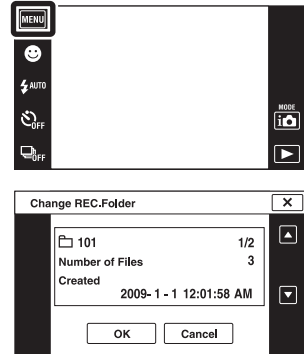 MENU
AUTO
OFF
OFF
MODE
Change REC.Folder
101 1/2
Number of Files 3
Created
2009- 1 - 1 12:01:58 AM
OK Cancel